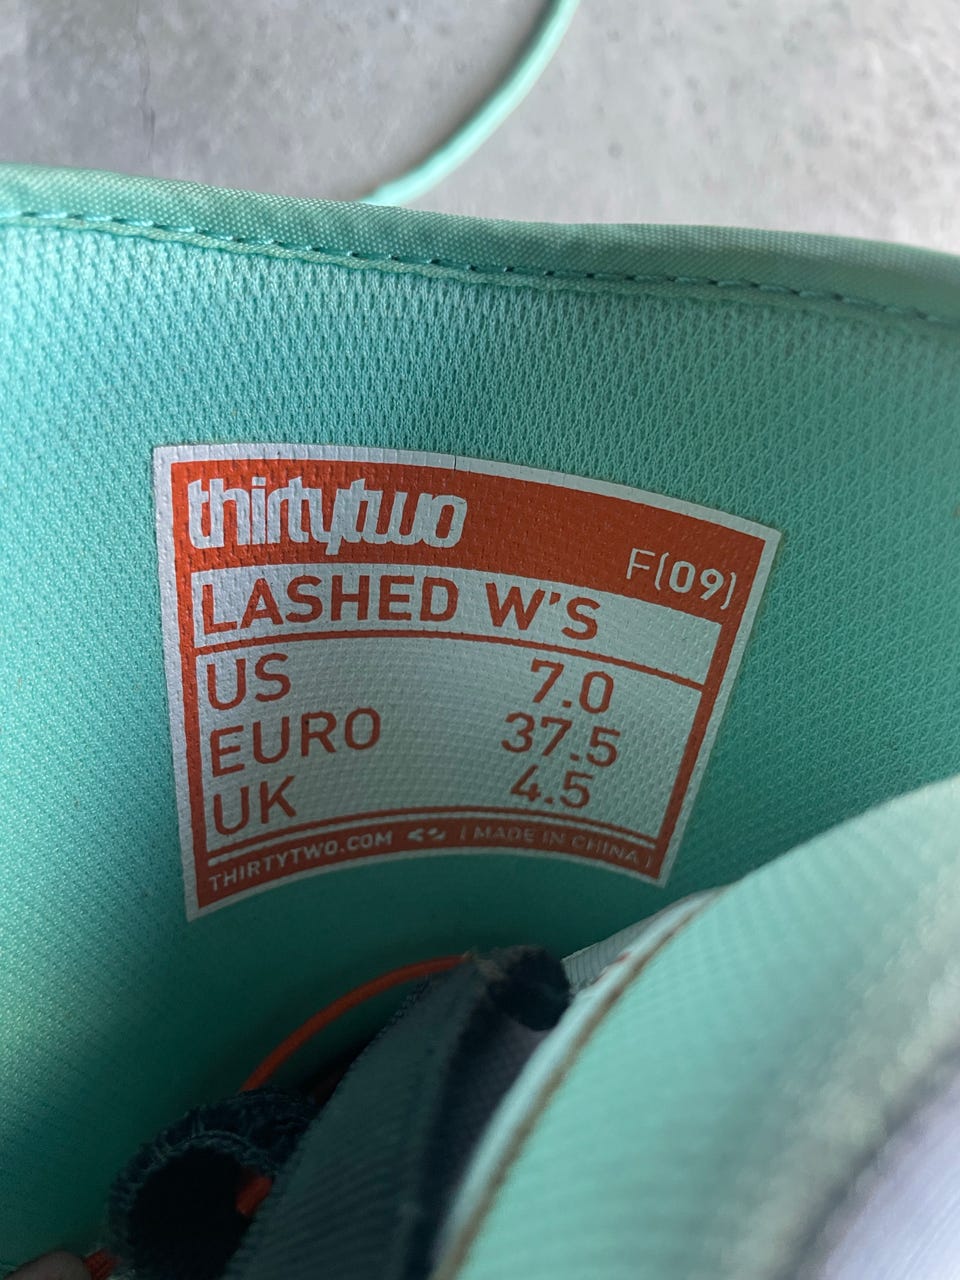 thirtytwo
F(09)
LASHED W'S
US 7.0
EURO 37.5
UK 4.5
THIRTYTWO.COM [MADE IN CHINA]